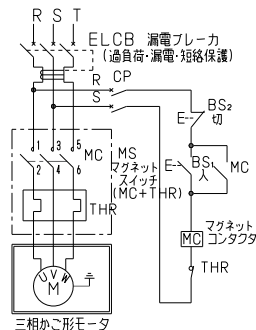 R S T
ELCB 漏電ブレーカ
(過負荷・漏電・短絡保護)
R CP
S
BS₂
E-- 切
1 3 5
MC
MS
マグネット
スイッチ
(MC+THR)
2 4 6
E-- BS₁ MC
入
THR
マグネット
MC コンタクタ
THR
U V W
M
三相かご形モータ